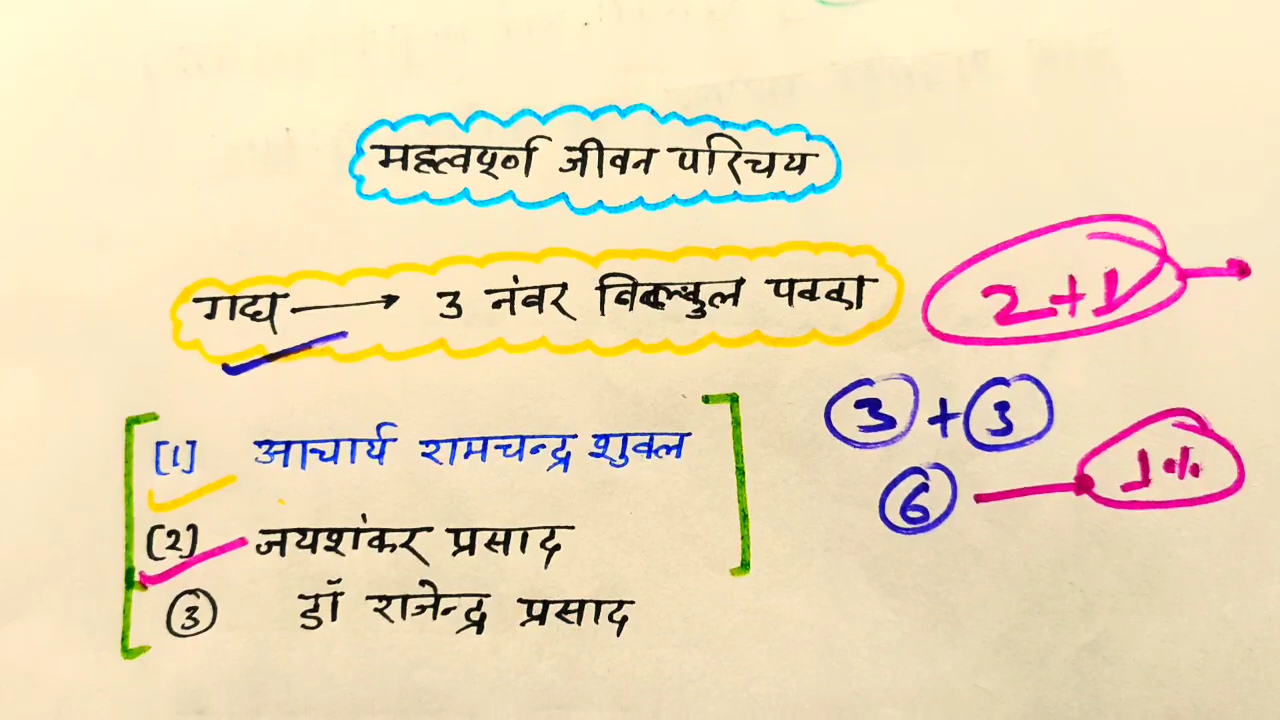 महत्वपूर्ण जीवन परिचय
गद्य → 3 नंबर बिल्कुल पक्का
2+1
[1] आचार्य रामचन्द्र शुक्ल
3 + 3
6 1%
[2] जयशंकर प्रसाद
3 डॉ राजेन्द्र प्रसाद